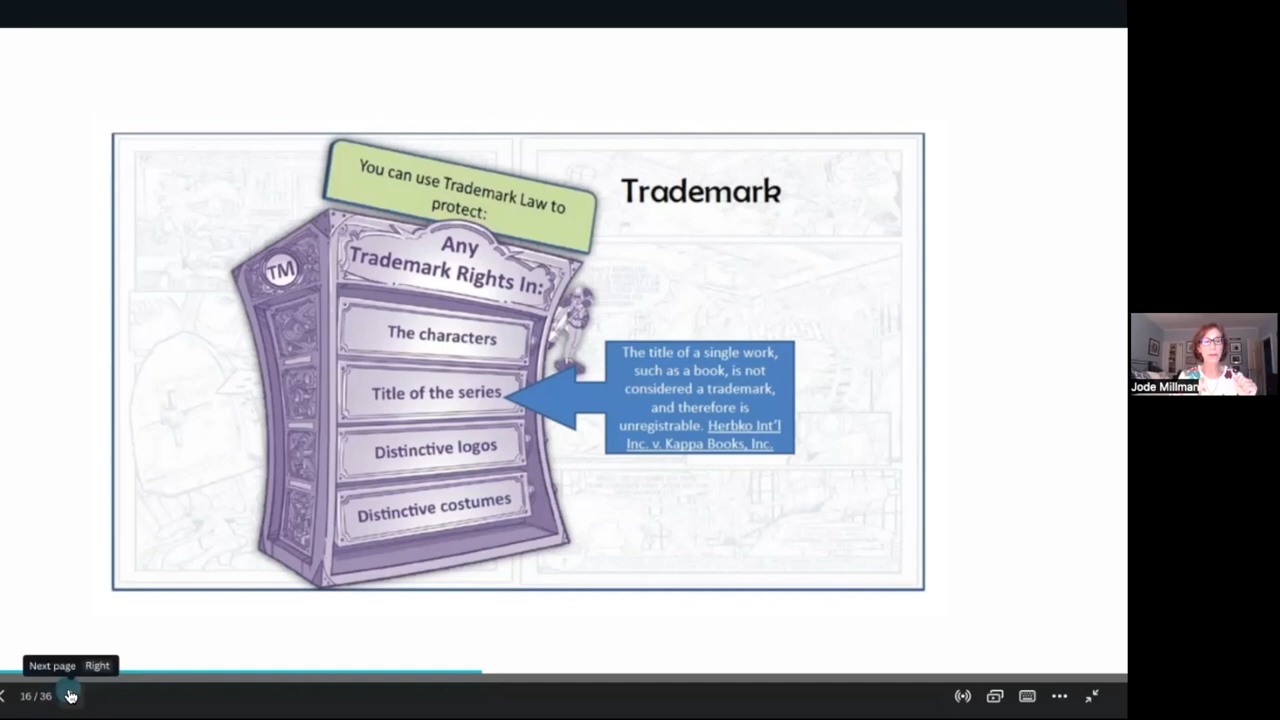 You can use Trademark Law to
protect:
Trademark
TM
Any
Trademark Rights In:
The characters
Title of the series
Distinctive logos
Distinctive costumes
The title of a single work,
such as a book, is not
considered a trademark,
and therefore is
unregistrable. Herbko Int'l
Inc. v. Kappa Books, Inc.
Jode Millman
Next page Right
16 / 36